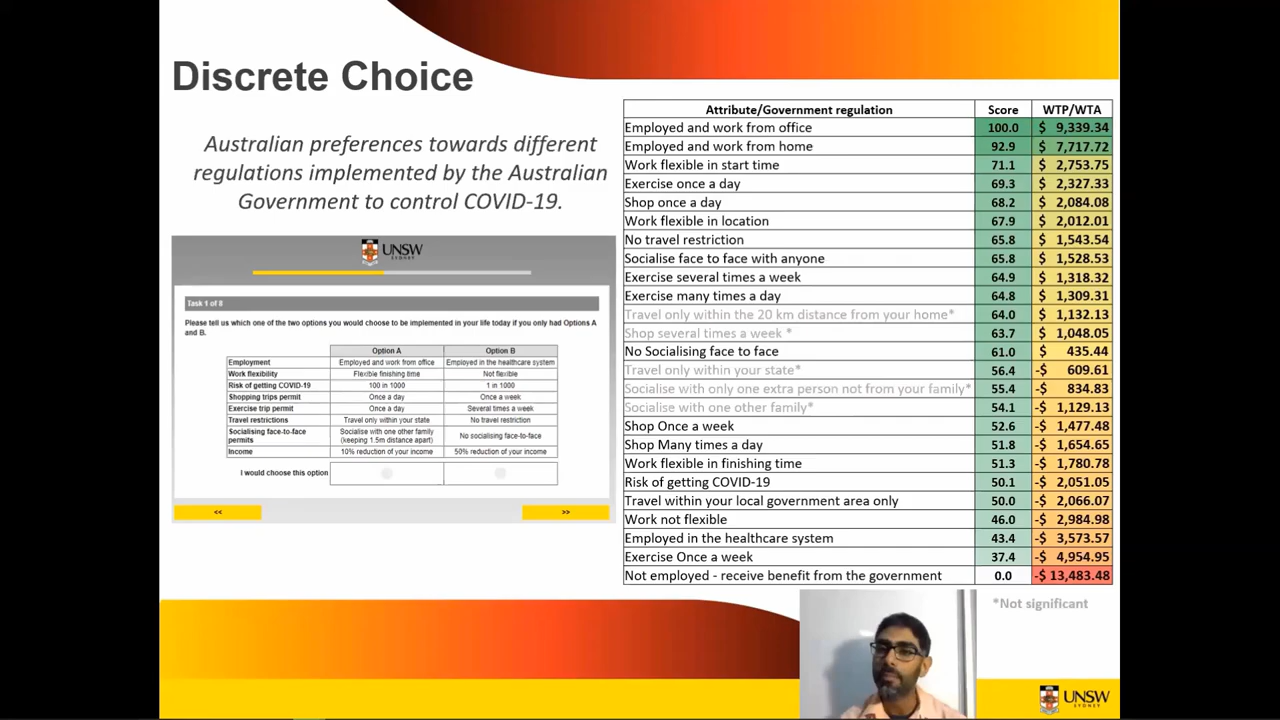 Discrete Choice
Australian preferences towards different
regulations implemented by the Australian
Government to control COVID-19.
UNSW
SYDNEY
Task 1 of 8
Please tell us which one of the two options you would choose to be implemented in your life today if you only had Options A
and B.
Option A Option B
Employment Employed and work from office Employed in the healthcare system
Work flexibility Flexible finishing time Not flexible
Risk of getting COVID-19 100 in 1000 1 in 1000
Shopping trips permit Once a day Once a week
Exercise trip permit Once a day Several times a week
Travel restrictions Travel only within your state No travel restriction
Socialising face-to-face Socialise with one other family No socialising face-to-face
permits (keeping 1.5m distance apart)
Income 10% reduction of your income 50% reduction of your income
I would choose this option
<< >>
Attribute/Government regulation Score WTP/WTA
Employed and work from office 100.0 $ 9,339.34
Employed and work from home 92.9 $ 7,717.72
Work flexible in start time 71.1 $ 2,753.75
Exercise once a day 69.3 $ 2,327.33
Shop once a day 68.2 $ 2,084.08
Work flexible in location 67.9 $ 2,012.01
No travel restriction 65.8 $ 1,543.54
Socialise face to face with anyone 65.8 $ 1,528.53
Exercise several times a week 64.9 $ 1,318.32
Exercise many times a day 64.8 $ 1,309.31
Travel only within the 20 km distance from your home* 64.0 $ 1,132.13
Shop several times a week * 63.7 $ 1,048.05
No Socialising face to face 61.0 $ 435.44
Travel only within your state* 56.4 -$ 609.61
Socialise with only one extra person not from your family* 55.4 -$ 834.83
Socialise with one other family* 54.1 -$ 1,129.13
Shop Once a week 52.6 -$ 1,477.48
Shop Many times a day 51.8 -$ 1,654.65
Work flexible in finishing time 51.3 -$ 1,780.78
Risk of getting COVID-19 50.1 -$ 2,051.05
Travel within your local government area only 50.0 -$ 2,066.07
Work not flexible 46.0 -$ 2,984.98
Employed in the healthcare system 43.4 -$ 3,573.57
Exercise Once a week 37.4 -$ 4,954.95
Not employed - receive benefit from the government 0.0 -$ 13,483.48
*Not significant
UNSW
SYDNEY